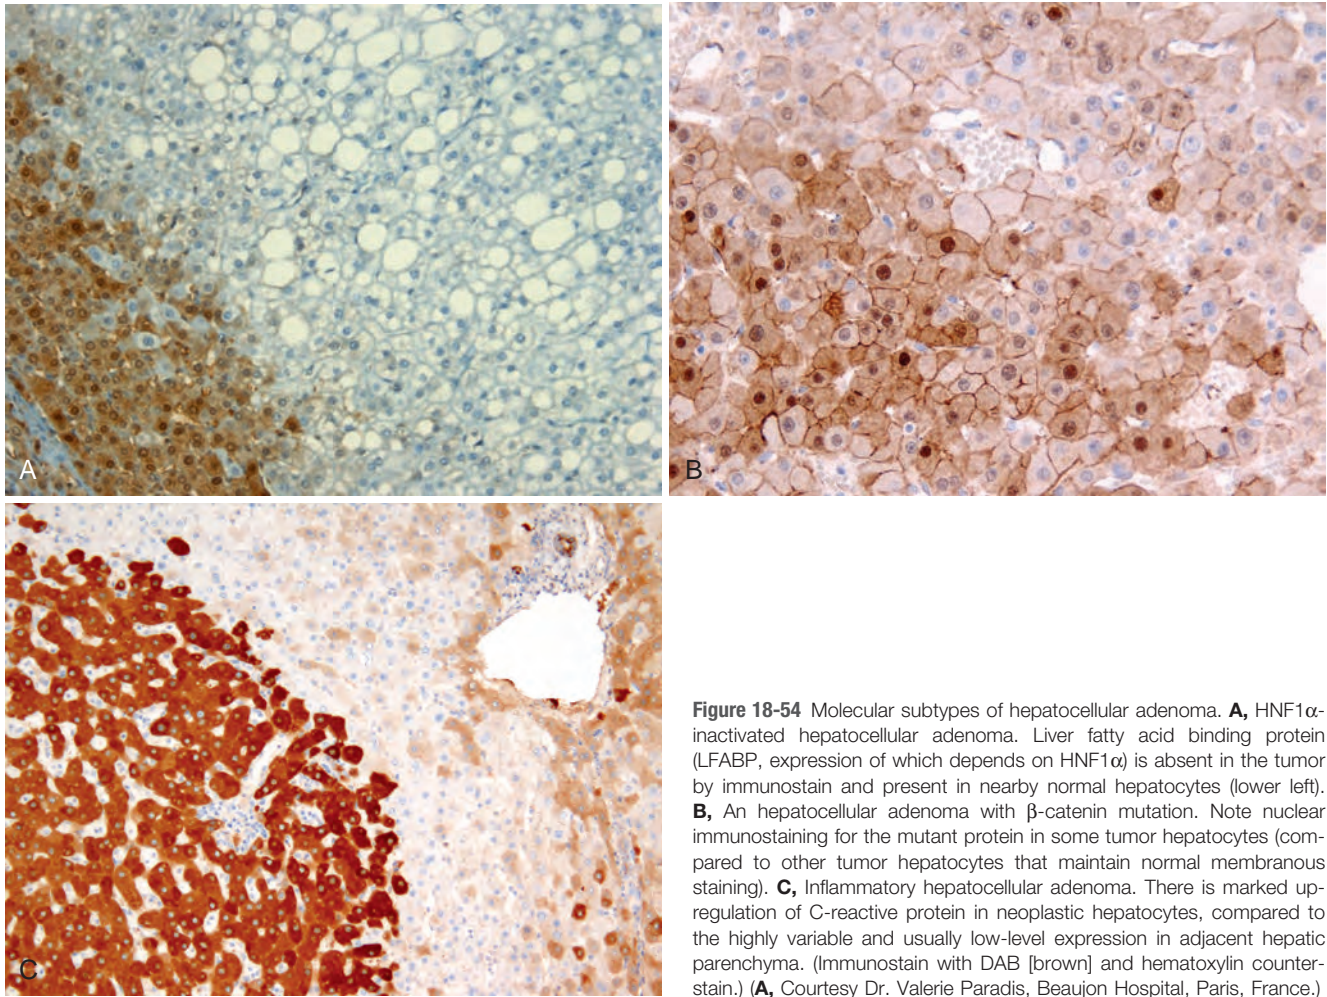 A
B
C
Figure 18-54 Molecular subtypes of hepatocellular adenoma. A, HNF1α-
inactivated hepatocellular adenoma. Liver fatty acid binding protein
(LFABP, expression of which depends on HNF1α) is absent in the tumor
by immunostain and present in nearby normal hepatocytes (lower left).
B, An hepatocellular adenoma with β-catenin mutation. Note nuclear
immunostaining for the mutant protein in some tumor hepatocytes (com-
pared to other tumor hepatocytes that maintain normal membranous
staining). C, Inflammatory hepatocellular adenoma. There is marked up-
regulation of C-reactive protein in neoplastic hepatocytes, compared to
the highly variable and usually low-level expression in adjacent hepatic
parenchyma. (Immunostain with DAB [brown] and hematoxylin counter-
stain.) (A, Courtesy Dr. Valerie Paradis, Beaujon Hospital, Paris, France.)